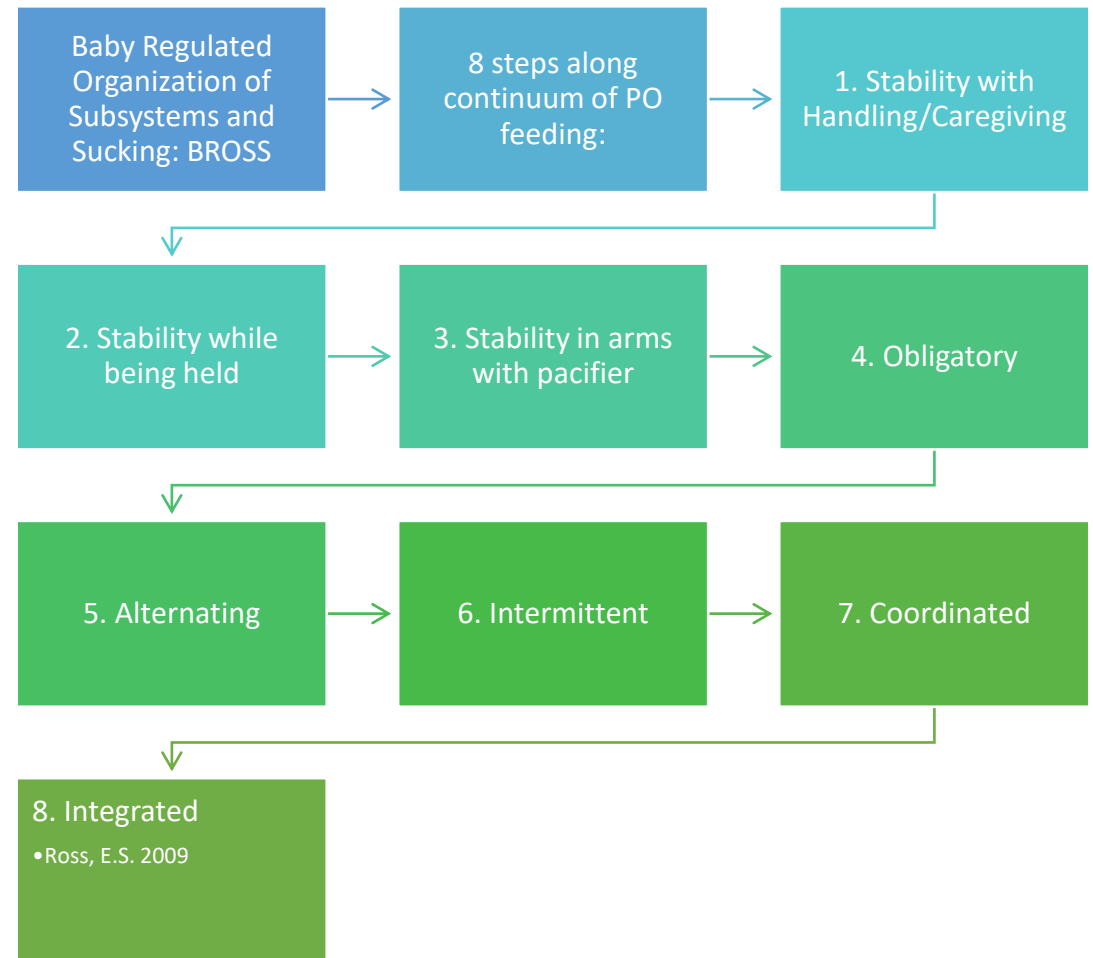 Baby Regulated
Organization of
Subsystems and
Sucking: BROSS
8 steps along
continuum of PO
feeding:
1. Stability with
Handling/Caregiving
2. Stability while
being held
3. Stability in arms
with pacifier
4. Obligatory
5. Alternating
6. Intermittent
7. Coordinated
8. Integrated
•Ross, E.S. 2009